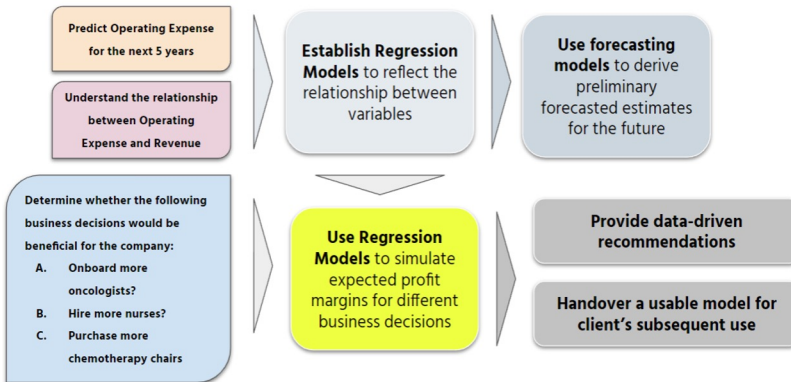 Predict Operating Expense
for the next 5 years
Understand the relationship
between Operating
Expense and Revenue
Establish Regression
Models to reflect the
relationship between
variables
Use forecasting
models to derive
preliminary
forecasted estimates
for the future
Determine whether the following
business decisions would be
beneficial for the company:
A. Onboard more
oncologists?
B. Hire more nurses?
C. Purchase more
chemotherapy chairs
Use Regression
Models to simulate
expected profit
margins for different
business decisions
Provide data-driven
recommendations
Handover a usable model for
client's subsequent use